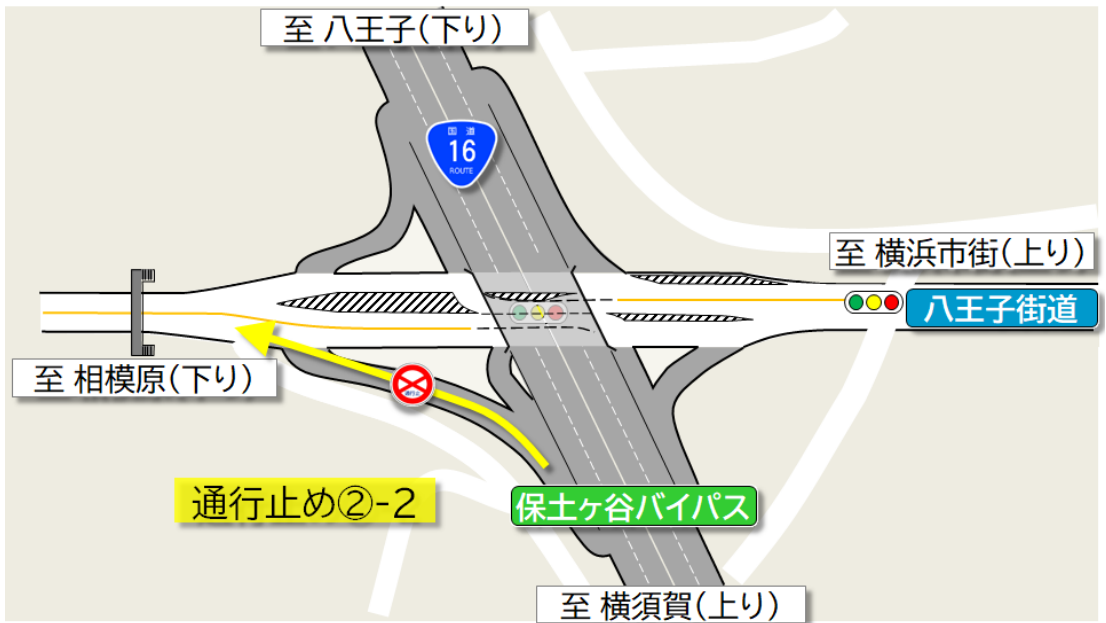 至 八王子(下り)
国道
16
ROUTE
至 横浜市街(上り)
八王子街道
至 相模原(下り)
通行止め②-2
保土ヶ谷バイパス
至 横須賀(上り)